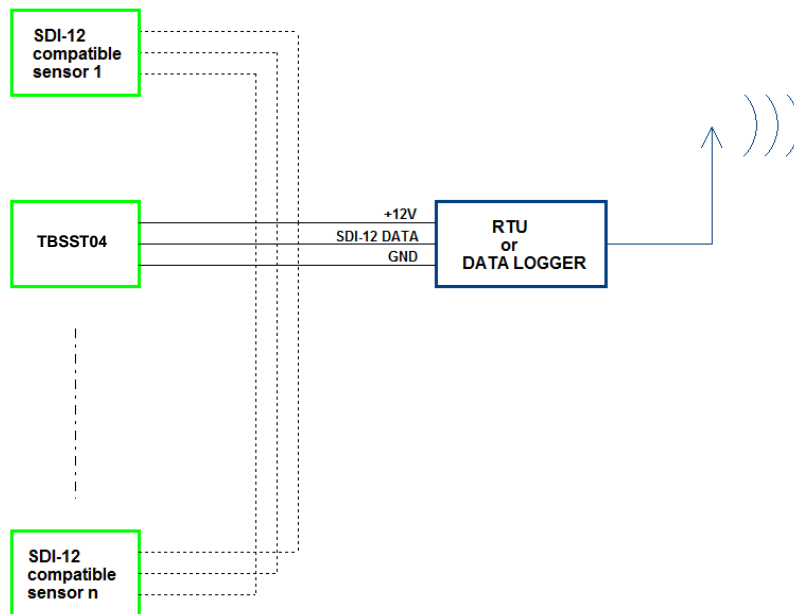 SDI-12
compatible
sensor 1
TBSST04
+12V
SDI-12 DATA
GND
RTU
or
DATA LOGGER
SDI-12
compatible
sensor n